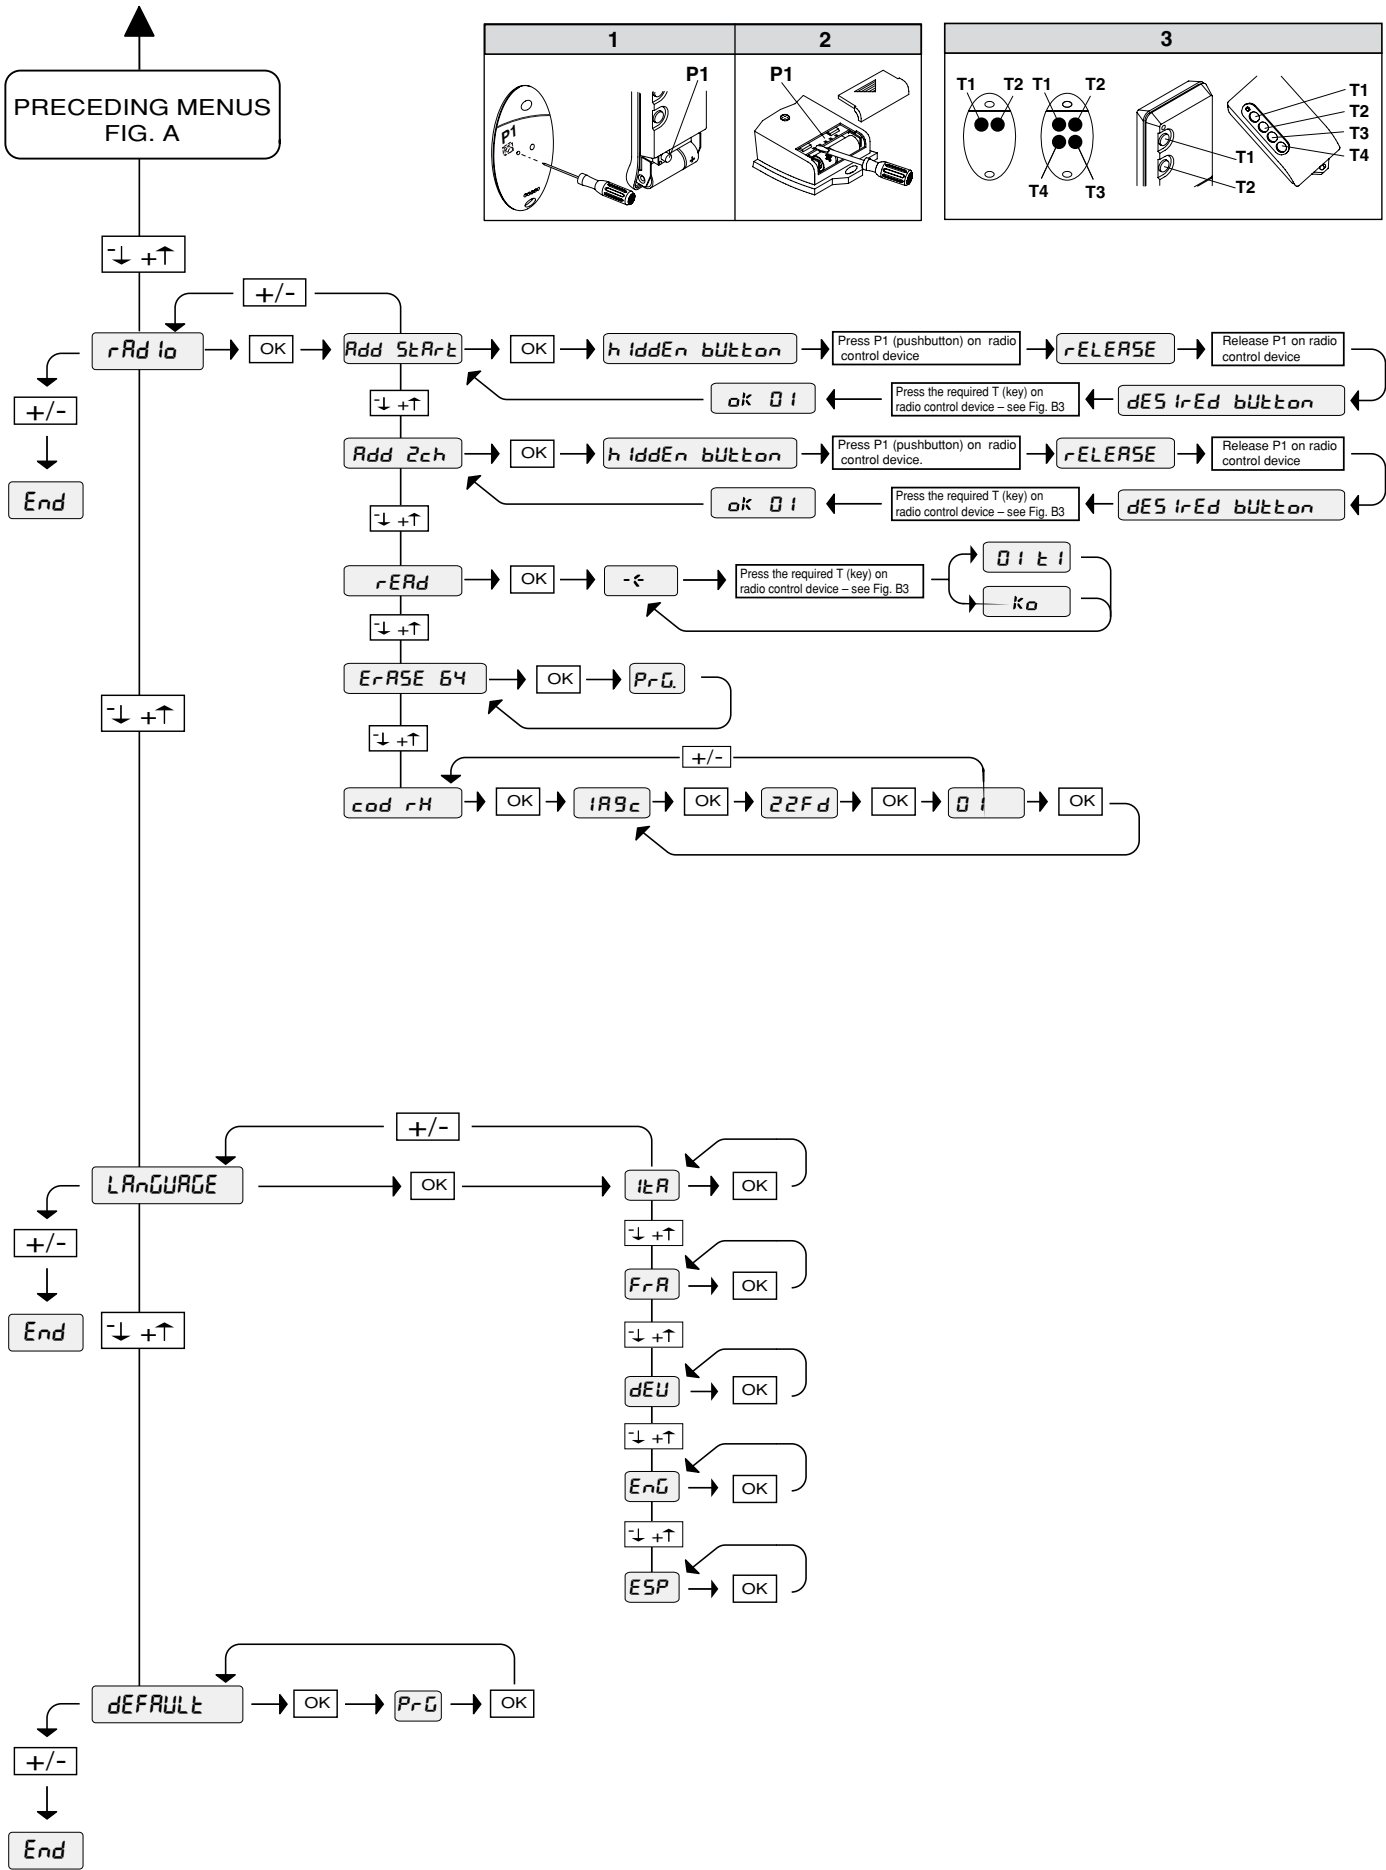 PRECEDING MENUS
FIG. A
1
2
3
P1
P1
P1
T1
T2
T1
T2
T4
T3
T1
T2
T1
T2
T3
T4
-↓ +↑
+/-
rAdIo
OK
Add StArt
OK
hIddEn bUtton
Press P1 (pushbutton) on radio
control device
rELEASE
Release P1 on radio
control device
+/-
-↓ +↑
oK 01
Press the required T (key) on
radio control device – see Fig. B3
dESIrEd bUtton
End
Add 2ch
OK
hIddEn bUtton
Press P1 (pushbutton) on radio
control device.
rELEASE
Release P1 on radio
control device
-↓ +↑
oK 01
Press the required T (key) on
radio control device – see Fig. B3
dESIrEd bUtton
rEAd
OK
-<-
Press the required T (key) on
radio control device – see Fig. B3
01 t1
Ko
-↓ +↑
ErASE 64
OK
PrG.
-↓ +↑
-↓ +↑
+/-
cod rH
OK
1A9c
OK
22Fd
OK
01
OK
+/-
LAnGUAGE
OK
ItA
OK
+/-
-↓ +↑
FrA
OK
End
-↓ +↑
-↓ +↑
dEU
OK
-↓ +↑
EnG
OK
-↓ +↑
ESP
OK
dEFAULt
OK
PrG
OK
+/-
End